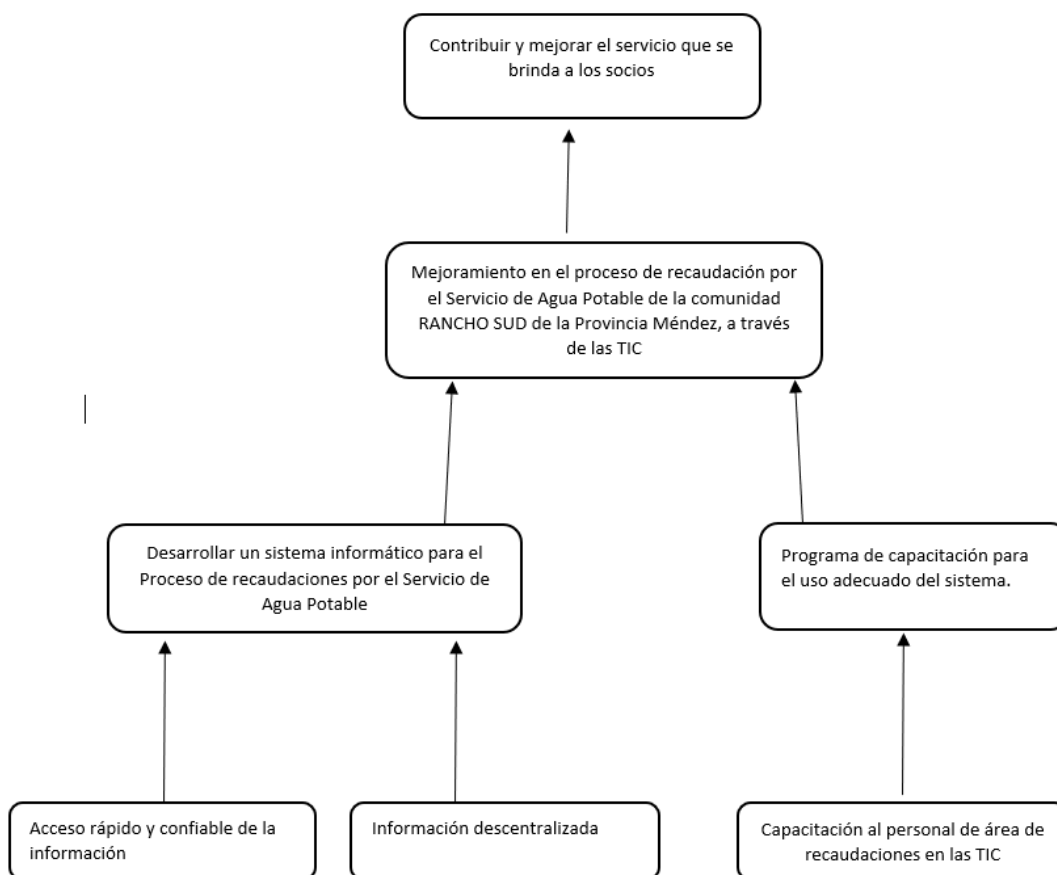 Contribuir y mejorar el servicio que se
brinda a los socios
Mejoramiento en el proceso de recaudación por
el Servicio de Agua Potable de la comunidad
RANCHO SUD de la Provincia Méndez, a través
de las TIC
Desarrollar un sistema informático para el
Proceso de recaudaciones por el Servicio de
Agua Potable
Programa de capacitación para
el uso adecuado del sistema.
Acceso rápido y confiable de la
información
Información descentralizada
Capacitación al personal de área de
recaudaciones en las TIC